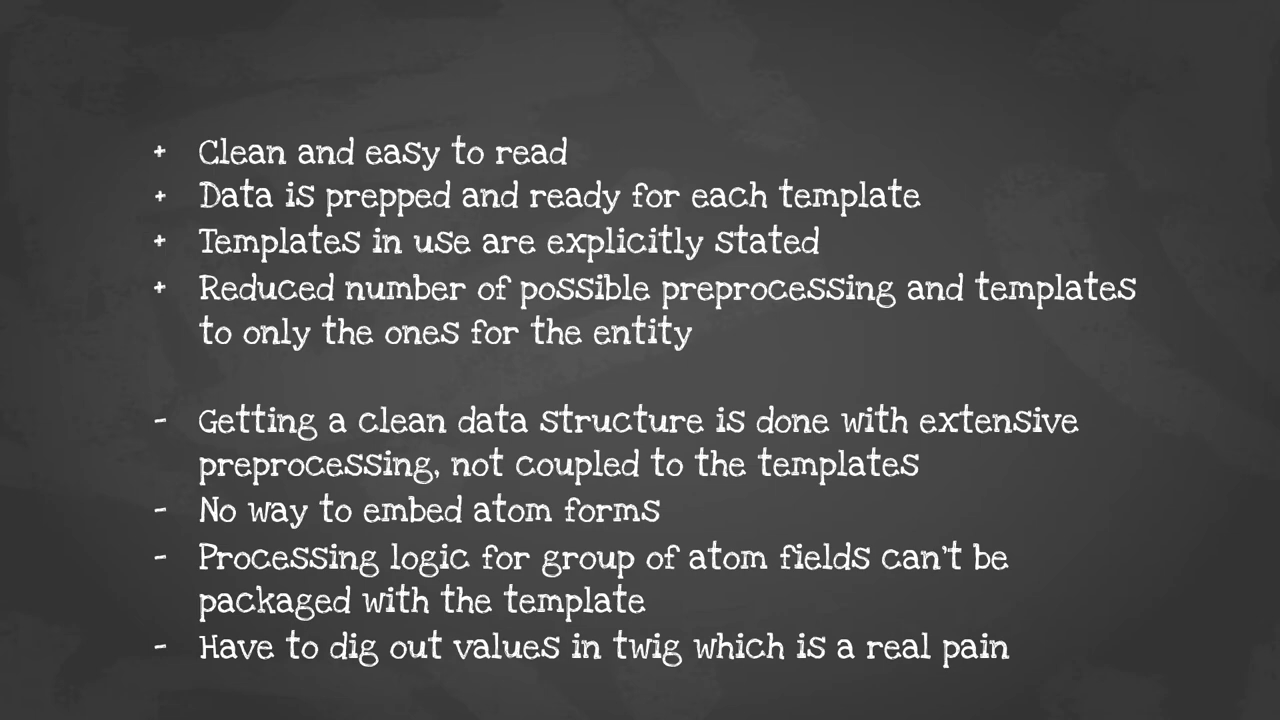 + Clean and easy to read
+ Data is prepped and ready for each template
+ Templates in use are explicitly stated
+ Reduced number of possible preprocessing and templates
to only the ones for the entity
- Getting a clean data structure is done with extensive
preprocessing, not coupled to the templates
- No way to embed atom forms
- Processing logic for group of atom fields can't be
packaged with the template
- Have to dig out values in twig which is a real pain